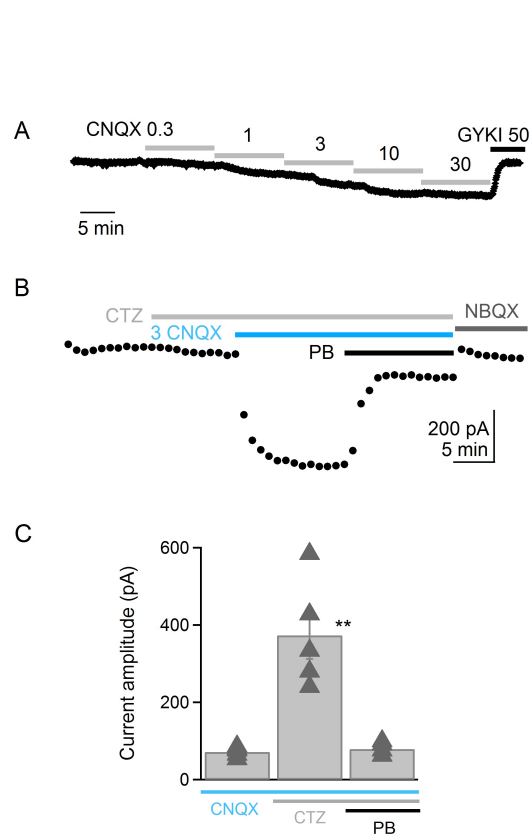 A
CNQX 0.3
1
3
10
30
GYKI 50
5 min
B
CTZ
3 CNQX
PB
NBQX
200 pA
5 min
C
Current amplitude (pA)
600
400
200
0
**
CNQX
CTZ
PB